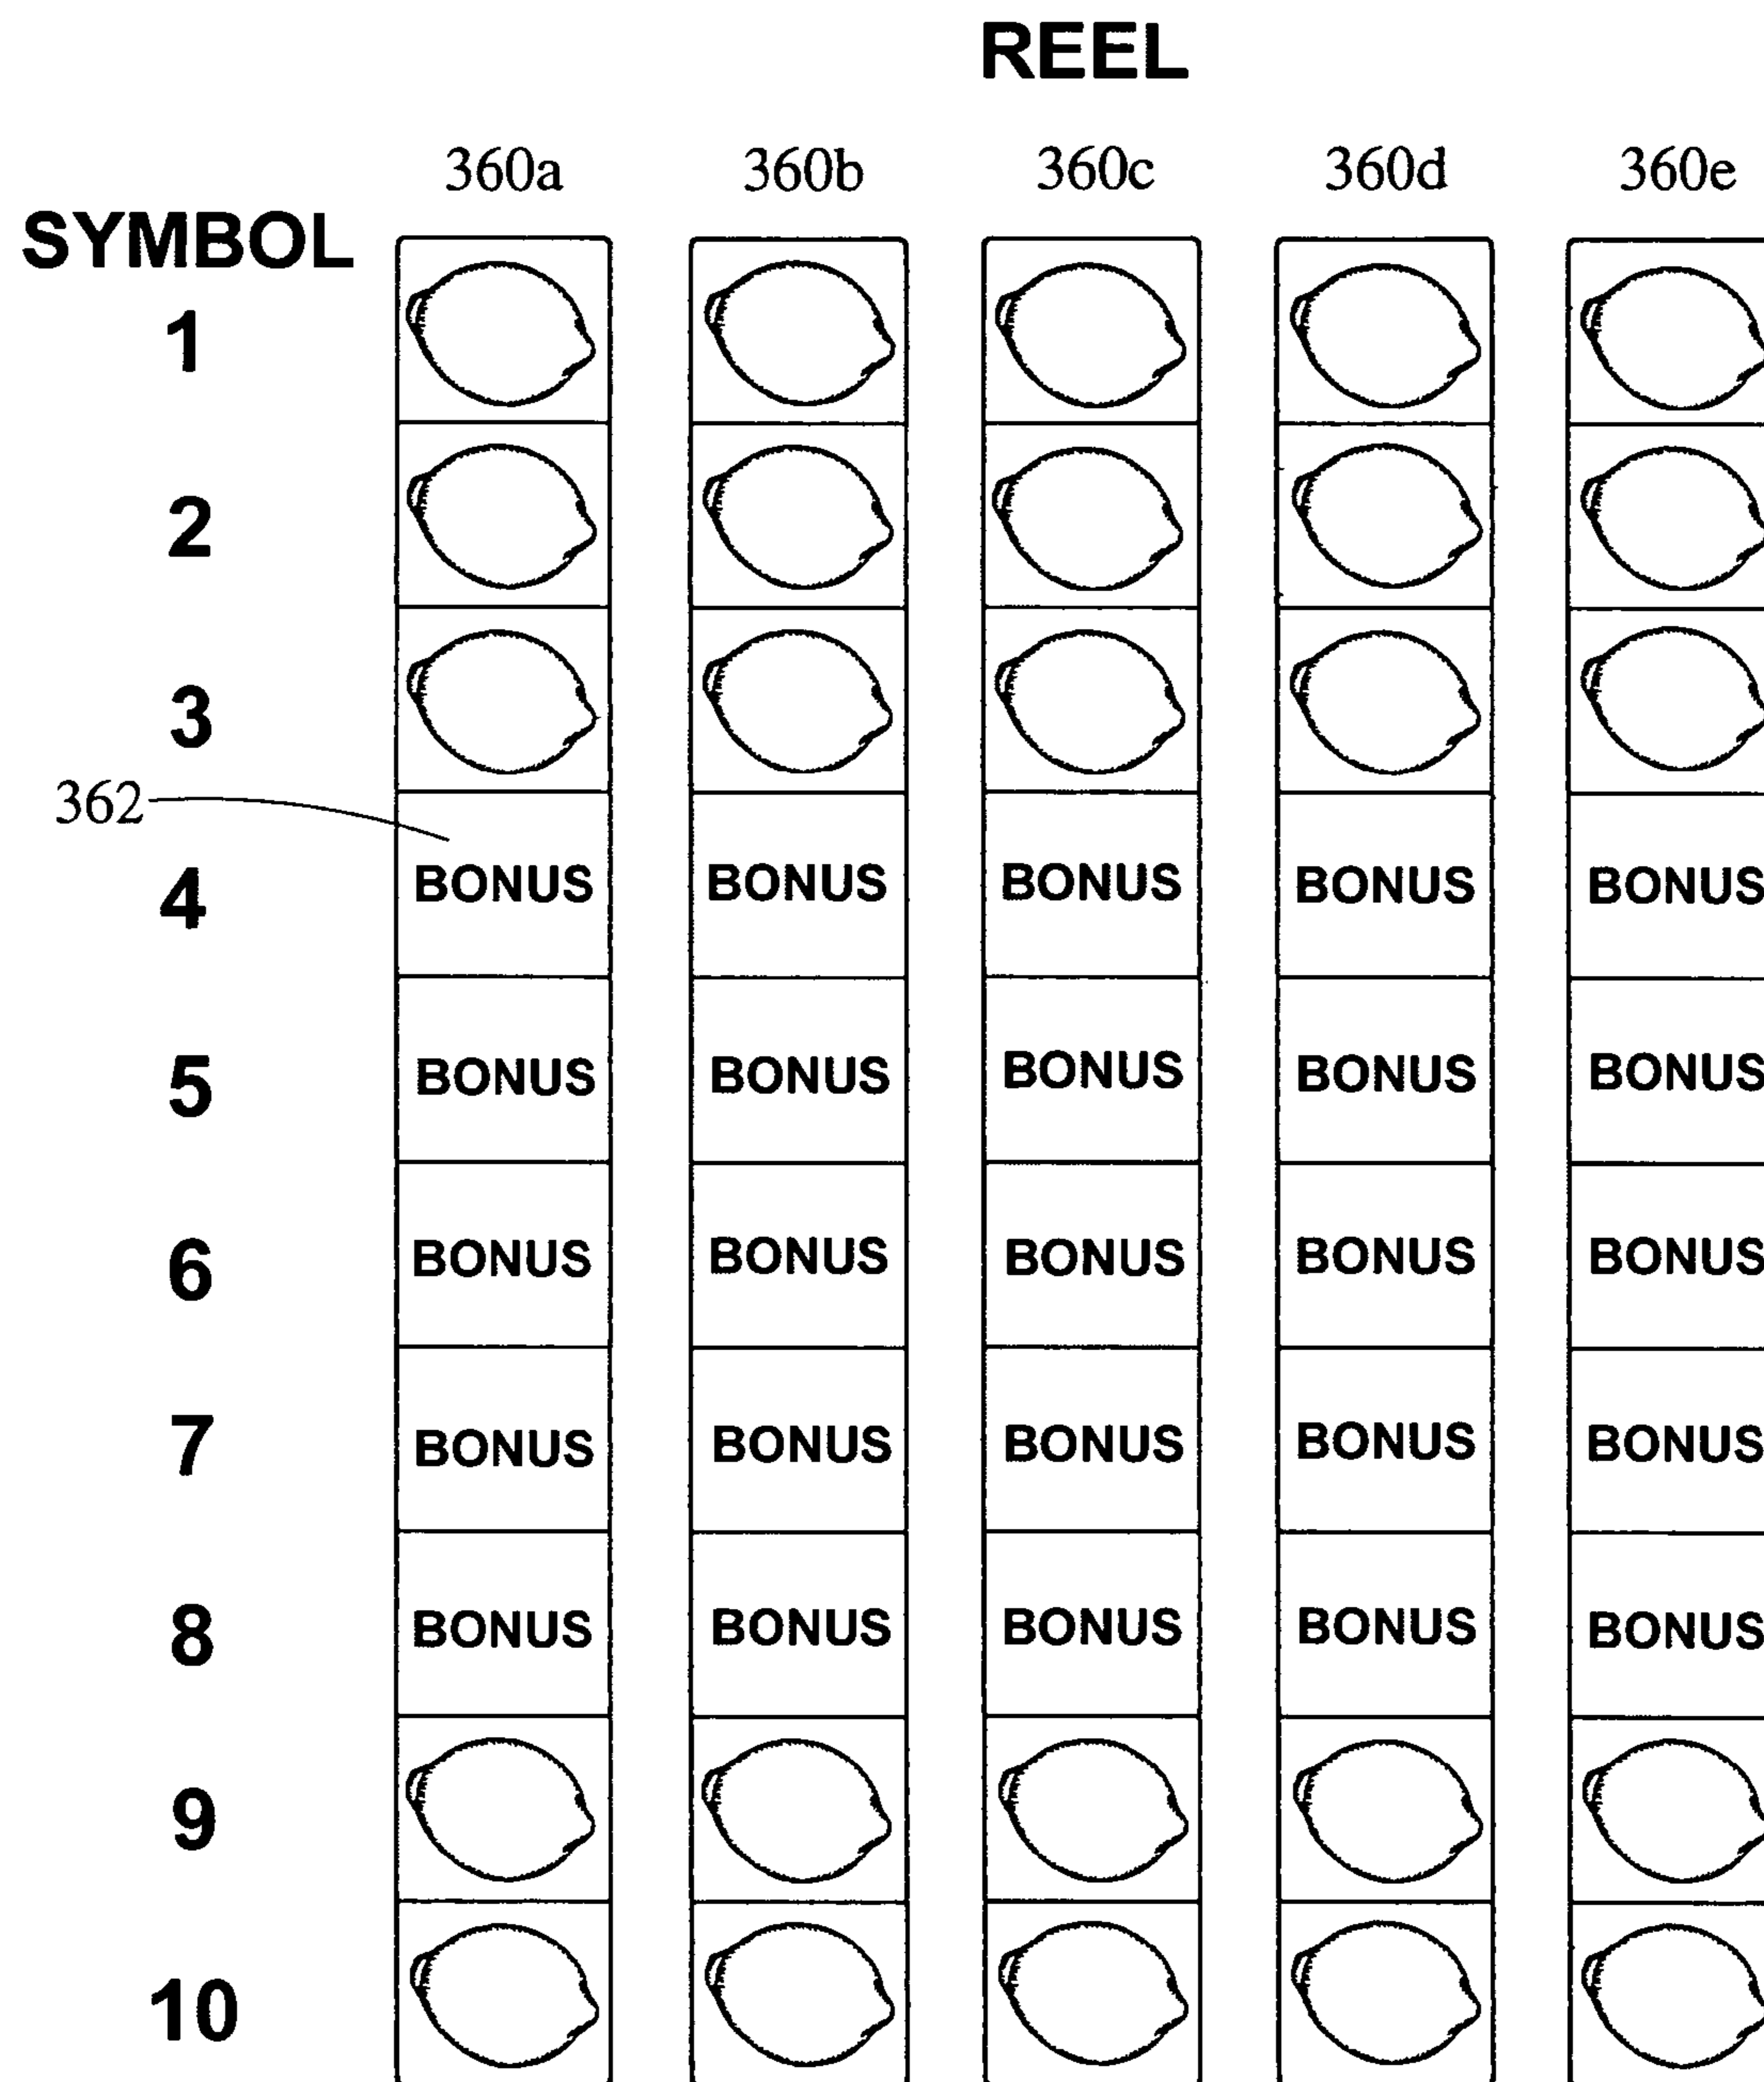 REEL
360a 360b 360c 360d 360e
SYMBOL
1
2
3
362
4 BONUS BONUS BONUS BONUS BONUS
5 BONUS BONUS BONUS BONUS BONUS
6 BONUS BONUS BONUS BONUS BONUS
7 BONUS BONUS BONUS BONUS BONUS
8 BONUS BONUS BONUS BONUS BONUS
9
10